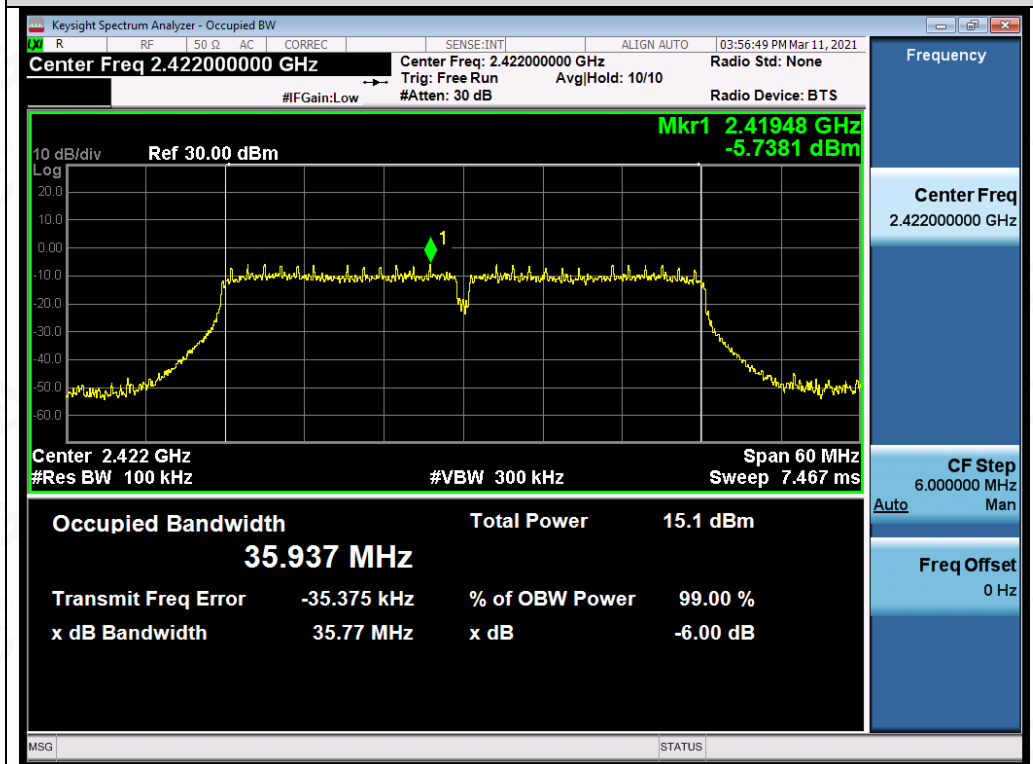 Keysight Spectrum Analyzer - Occupied BW
LXI R RF 50 Ω AC CORREC SENSE:INT ALIGN AUTO 03:56:49 PM Mar 11, 2021
Center Freq 2.422000000 GHz
Center Freq: 2.422000000 GHz Radio Std: None
Trig: Free Run Avg|Hold: 10/10
#IFGain:Low #Atten: 30 dB Radio Device: BTS
Frequency
Mkr1 2.41948 GHz
-5.7381 dBm
10 dB/div Ref 30.00 dBm
Log
20.0
10.0
0.00
-10.0
-20.0
-30.0
-40.0
-50.0
-60.0
1
Center 2.422 GHz Span 60 MHz
#Res BW 100 kHz #VBW 300 kHz Sweep 7.467 ms
Center Freq
2.422000000 GHz
CF Step
6.000000 MHz
Auto Man
Freq Offset
0 Hz
Occupied Bandwidth Total Power 15.1 dBm
35.937 MHz
Transmit Freq Error -35.375 kHz % of OBW Power 99.00 %
x dB Bandwidth 35.77 MHz x dB -6.00 dB
MSG STATUS